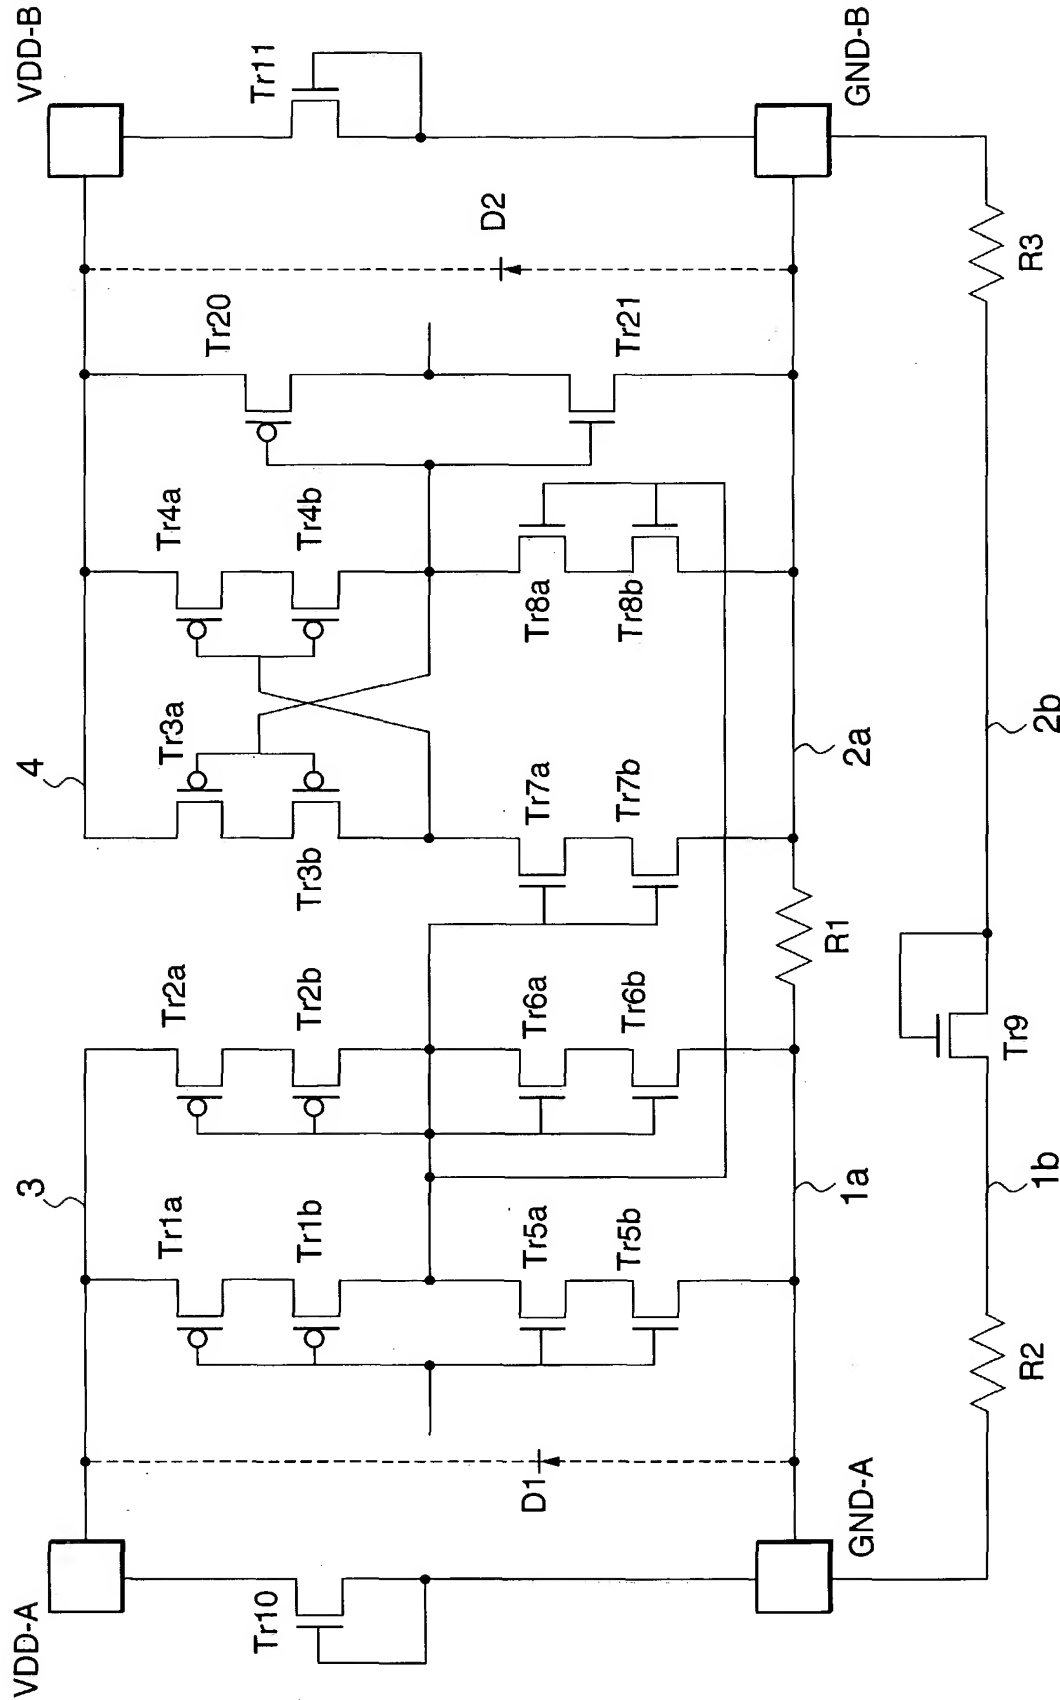 VDD-A
VDD-B
3
4
Tr10
Tr1a
Tr1b
Tr2a
Tr2b
Tr3a
Tr3b
Tr4a
Tr4b
Tr20
Tr11
D1
D2
Tr5a
Tr5b
Tr6a
Tr6b
Tr7a
Tr7b
Tr8a
Tr8b
Tr21
GND-A
GND-B
1a
R1
2a
R2
1b
Tr9
2b
R3